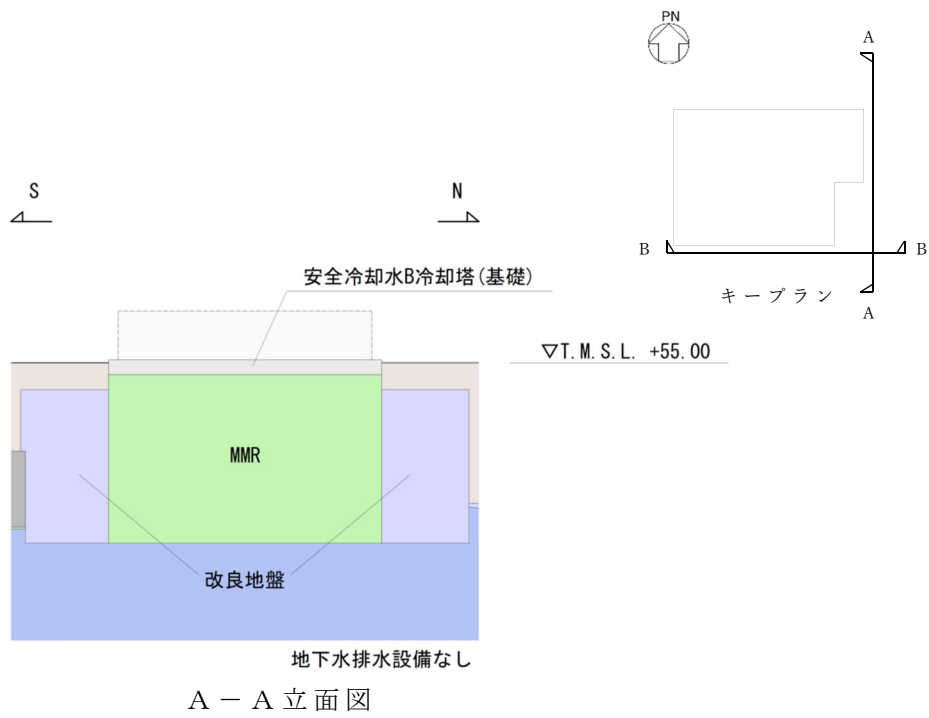 PN
A
S
N
B
B
安全冷却水B冷却塔(基礎)
キープラン
A
▽T.M.S.L. +55.00
MMR
改良地盤
地下水排水設備なし
A-A立面図